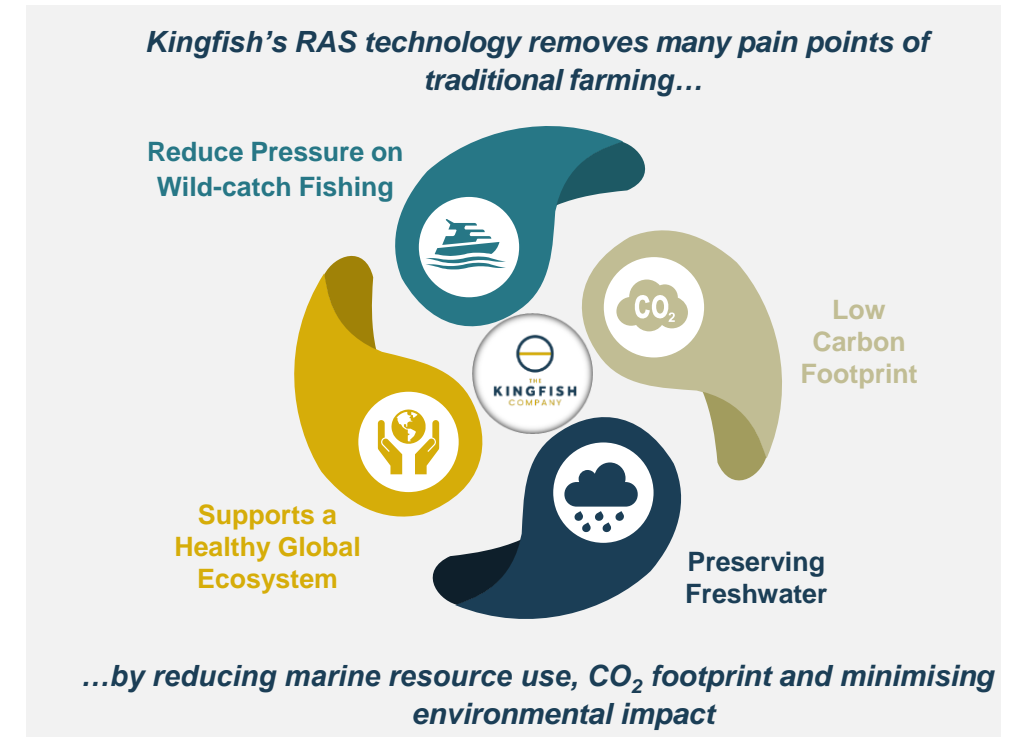 Kingfish's RAS technology removes many pain points of
traditional farming…
Reduce Pressure on
Wild-catch Fishing
CO₂
Low
Carbon
Footprint
THE
KINGFISH
COMPANY
Supports a
Healthy Global
Ecosystem
Preserving
Freshwater
…by reducing marine resource use, CO₂ footprint and minimising
environmental impact